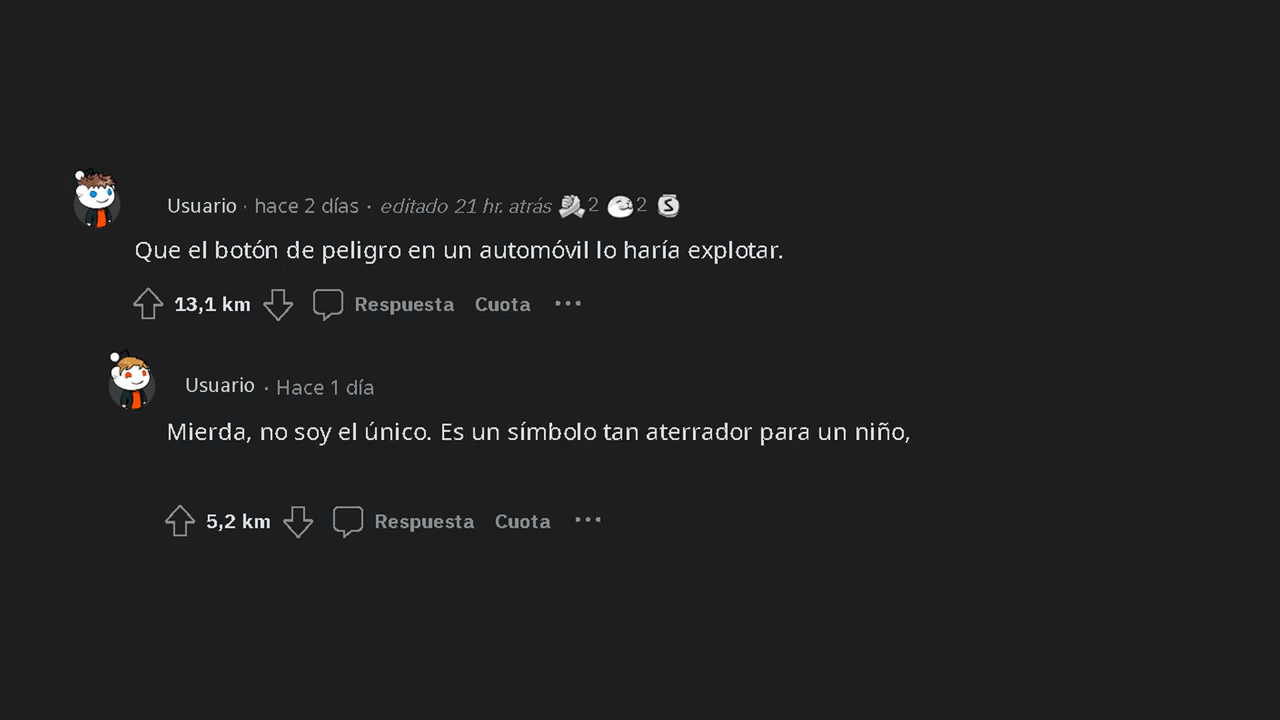 Usuario · hace 2 días · editado 21 hr. atrás 2 2 S
Que el botón de peligro en un automóvil lo haría explotar.
13,1 km Respuesta Cuota ...
Usuario · Hace 1 día
Mierda, no soy el único. Es un símbolo tan aterrador para un niño,
5,2 km Respuesta Cuota ...